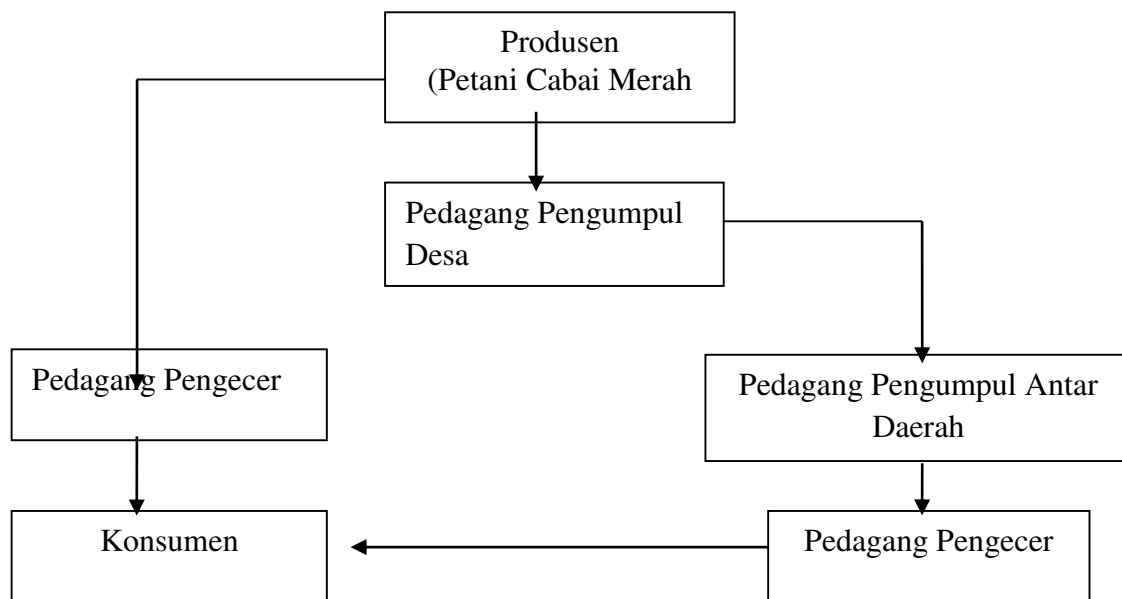 Produsen
(Petani Cabai Merah
Pedagang Pengumpul
Desa
Pedagang Pengecer
Pedagang Pengumpul Antar
Daerah
Konsumen
Pedagang Pengecer